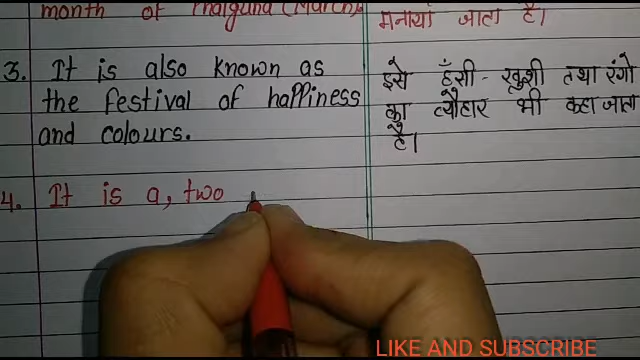 month of Phalguna (March).
मनाया जाता है।
3. It is also known as
the festival of happiness
and colours.
इसे हँसी - खुशी तथा रंगो
का त्यौहार भी कहा जाता
है।
4. It is a, two
LIKE AND SUBSCRIBE